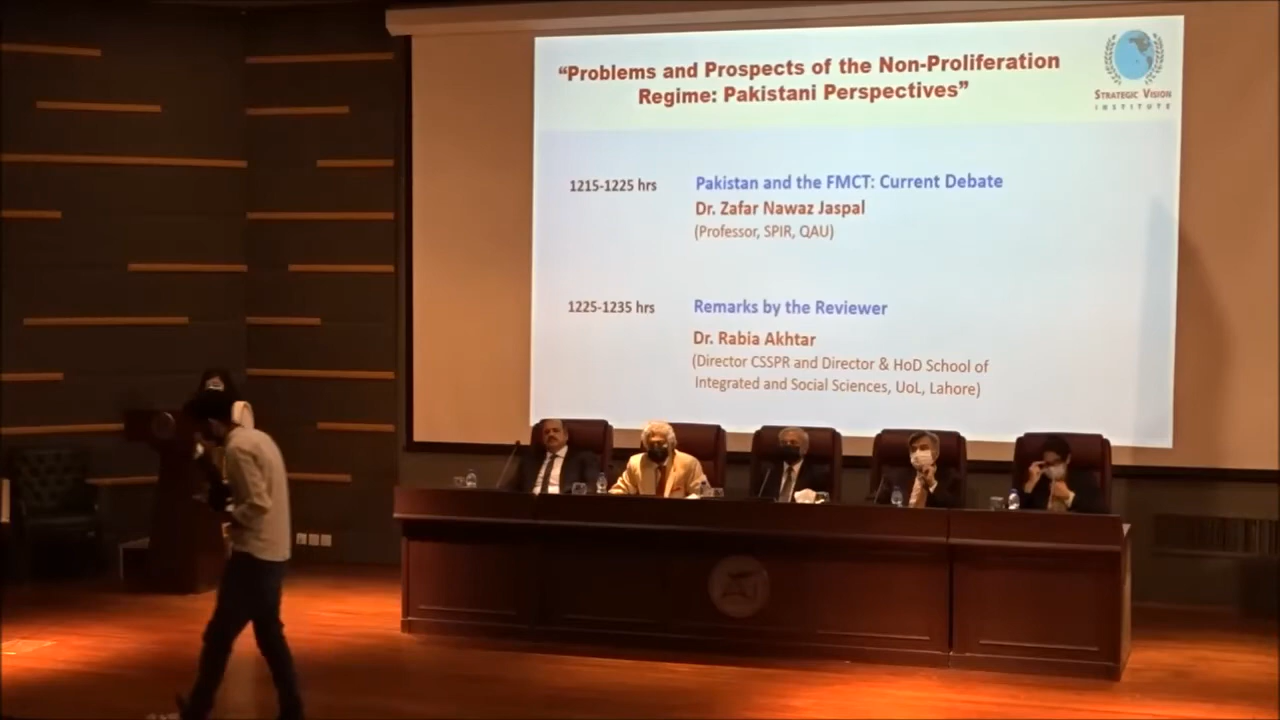 “Problems and Prospects of the Non-Proliferation
Regime: Pakistani Perspectives”
STRATEGIC VISION
INSTITUTE
1215-1225 hrs
Pakistan and the FMCT: Current Debate
Dr. Zafar Nawaz Jaspal
(Professor, SPIR, QAU)
1225-1235 hrs
Remarks by the Reviewer
Dr. Rabia Akhtar
(Director CSSPR and Director & HoD School of
Integrated and Social Sciences, UoL, Lahore)